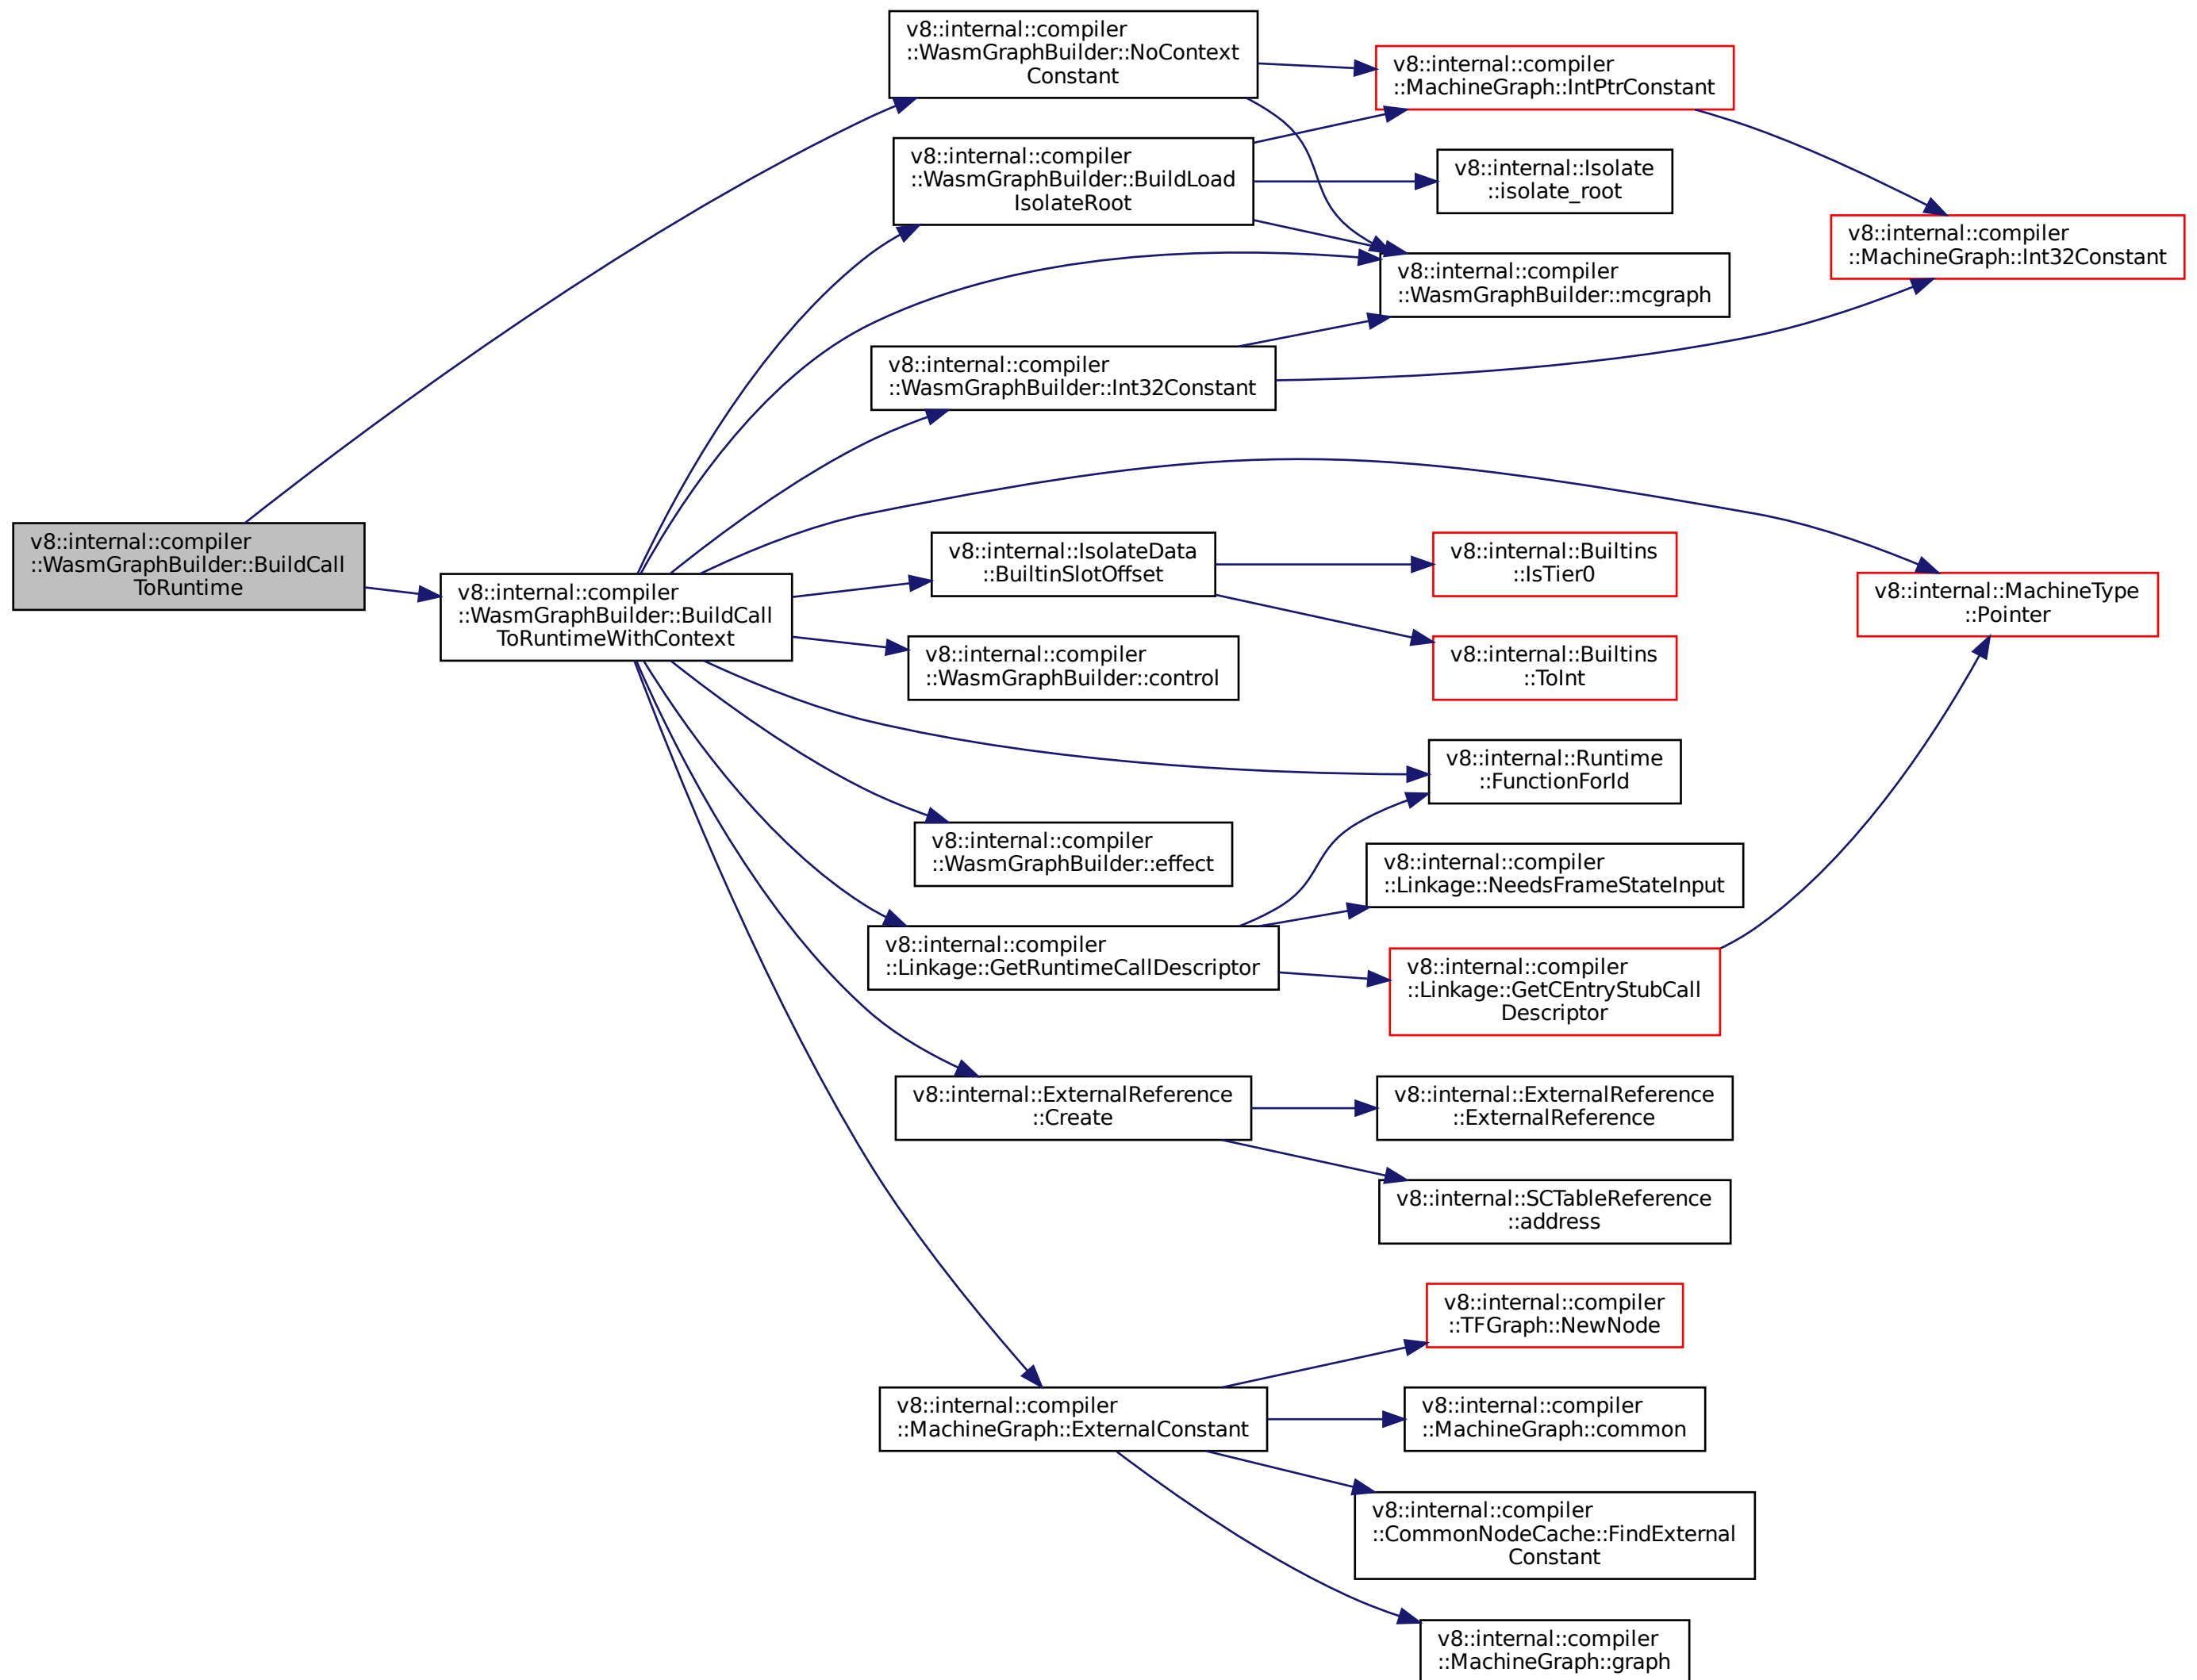 v8::internal::compiler
::WasmGraphBuilder::BuildCall
ToRuntime
v8::internal::compiler
::WasmGraphBuilder::NoContext
Constant
v8::internal::compiler
::MachineGraph::IntPtrConstant
v8::internal::compiler
::WasmGraphBuilder::BuildLoad
IsolateRoot
v8::internal::Isolate
::isolate_root
v8::internal::compiler
::MachineGraph::Int32Constant
v8::internal::compiler
::WasmGraphBuilder::mcgraph
v8::internal::compiler
::WasmGraphBuilder::Int32Constant
v8::internal::compiler
::WasmGraphBuilder::BuildCall
ToRuntimeWithContext
v8::internal::IsolateData
::BuiltinSlotOffset
v8::internal::Builtins
::IsTier0
v8::internal::MachineType
::Pointer
v8::internal::compiler
::WasmGraphBuilder::control
v8::internal::Builtins
::ToInt
v8::internal::Runtime
::FunctionForId
v8::internal::compiler
::WasmGraphBuilder::effect
v8::internal::compiler
::Linkage::NeedsFrameStateInput
v8::internal::compiler
::Linkage::GetRuntimeCallDescriptor
v8::internal::compiler
::Linkage::GetCEntryStubCall
Descriptor
v8::internal::ExternalReference
::Create
v8::internal::ExternalReference
::ExternalReference
v8::internal::SCTableReference
::address
v8::internal::compiler
::TFGraph::NewNode
v8::internal::compiler
::MachineGraph::ExternalConstant
v8::internal::compiler
::MachineGraph::common
v8::internal::compiler
::CommonNodeCache::FindExternal
Constant
v8::internal::compiler
::MachineGraph::graph